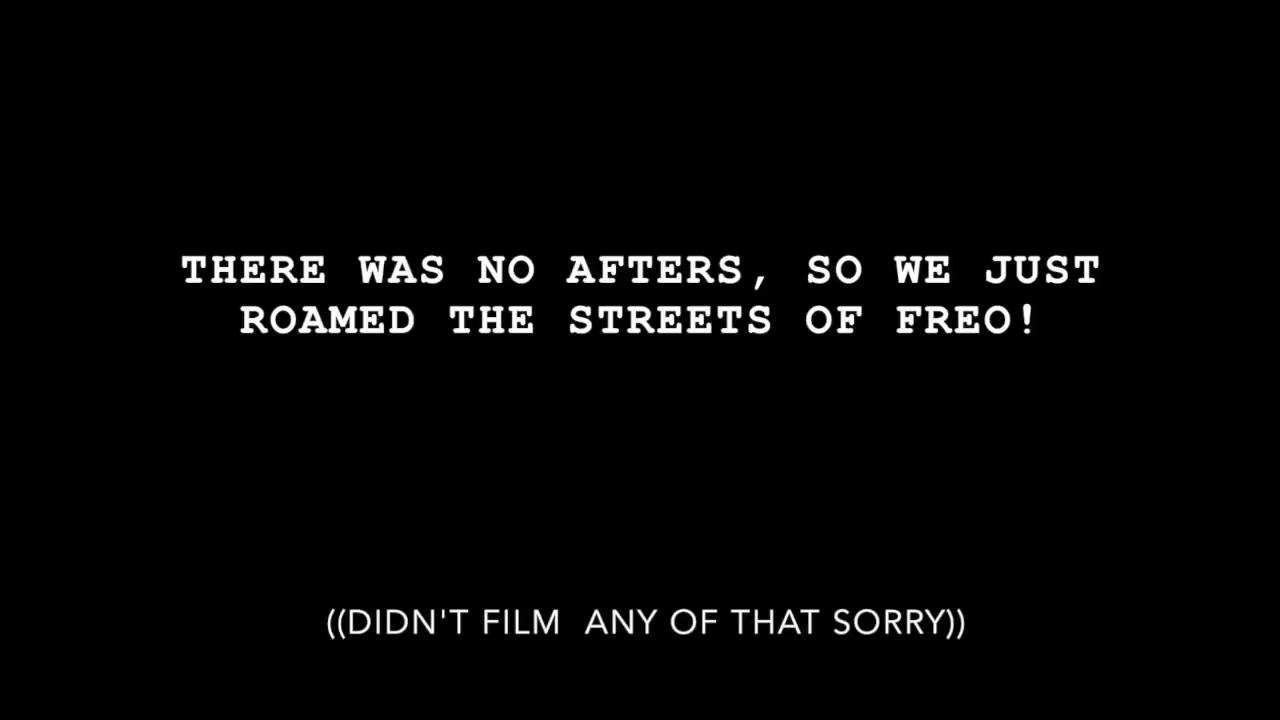 THERE WAS NO AFTERS, SO WE JUST
ROAMED THE STREETS OF FREO!
((DIDN'T FILM  ANY OF THAT SORRY))